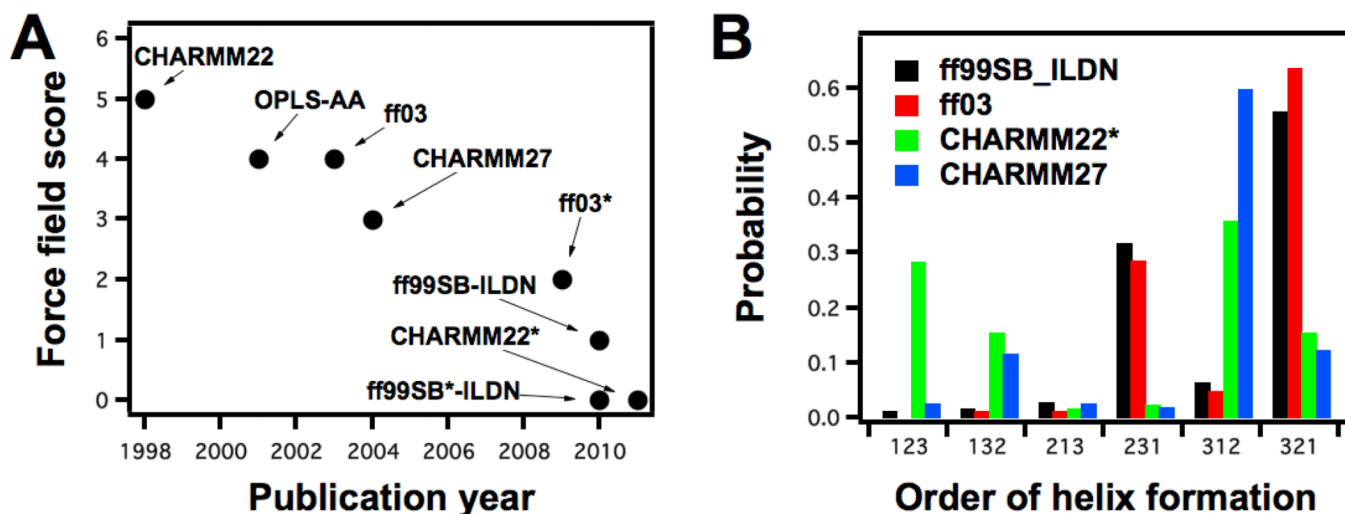 A
Force field score
6
5
4
3
2
1
0
CHARMM22
OPLS-AA
ff03
CHARMM27
ff03*
ff99SB-ILDN
CHARMM22*
ff99SB*-ILDN
1998 2000 2002 2004 2006 2008 2010
Publication year
B
Probability
0.6
0.5
0.4
0.3
0.2
0.1
0.0
ff99SB_ILDN
ff03
CHARMM22*
CHARMM27
123 132 213 231 312 321
Order of helix formation